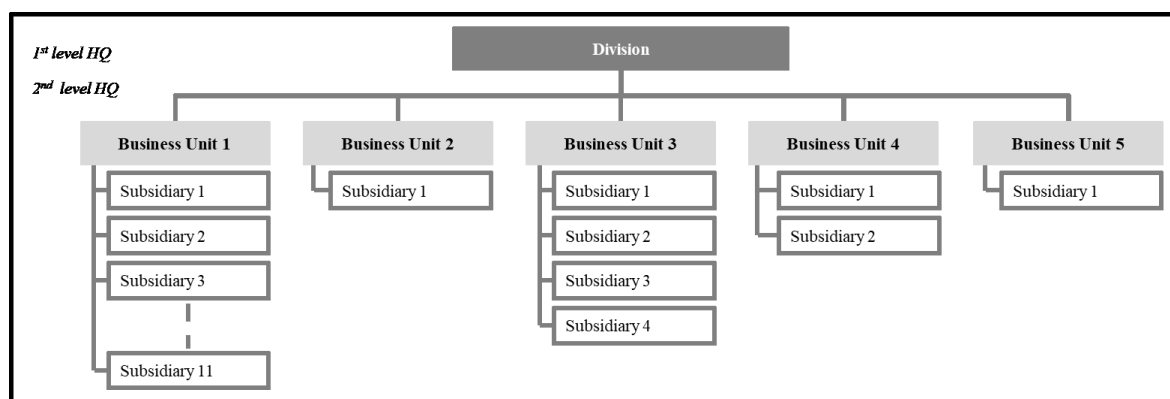 1st level HQ
Division
2nd level HQ
Business Unit 1
Business Unit 2
Business Unit 3
Business Unit 4
Business Unit 5
Subsidiary 1
Subsidiary 1
Subsidiary 1
Subsidiary 1
Subsidiary 1
Subsidiary 2
Subsidiary 2
Subsidiary 2
Subsidiary 3
Subsidiary 3
Subsidiary 4
Subsidiary 11